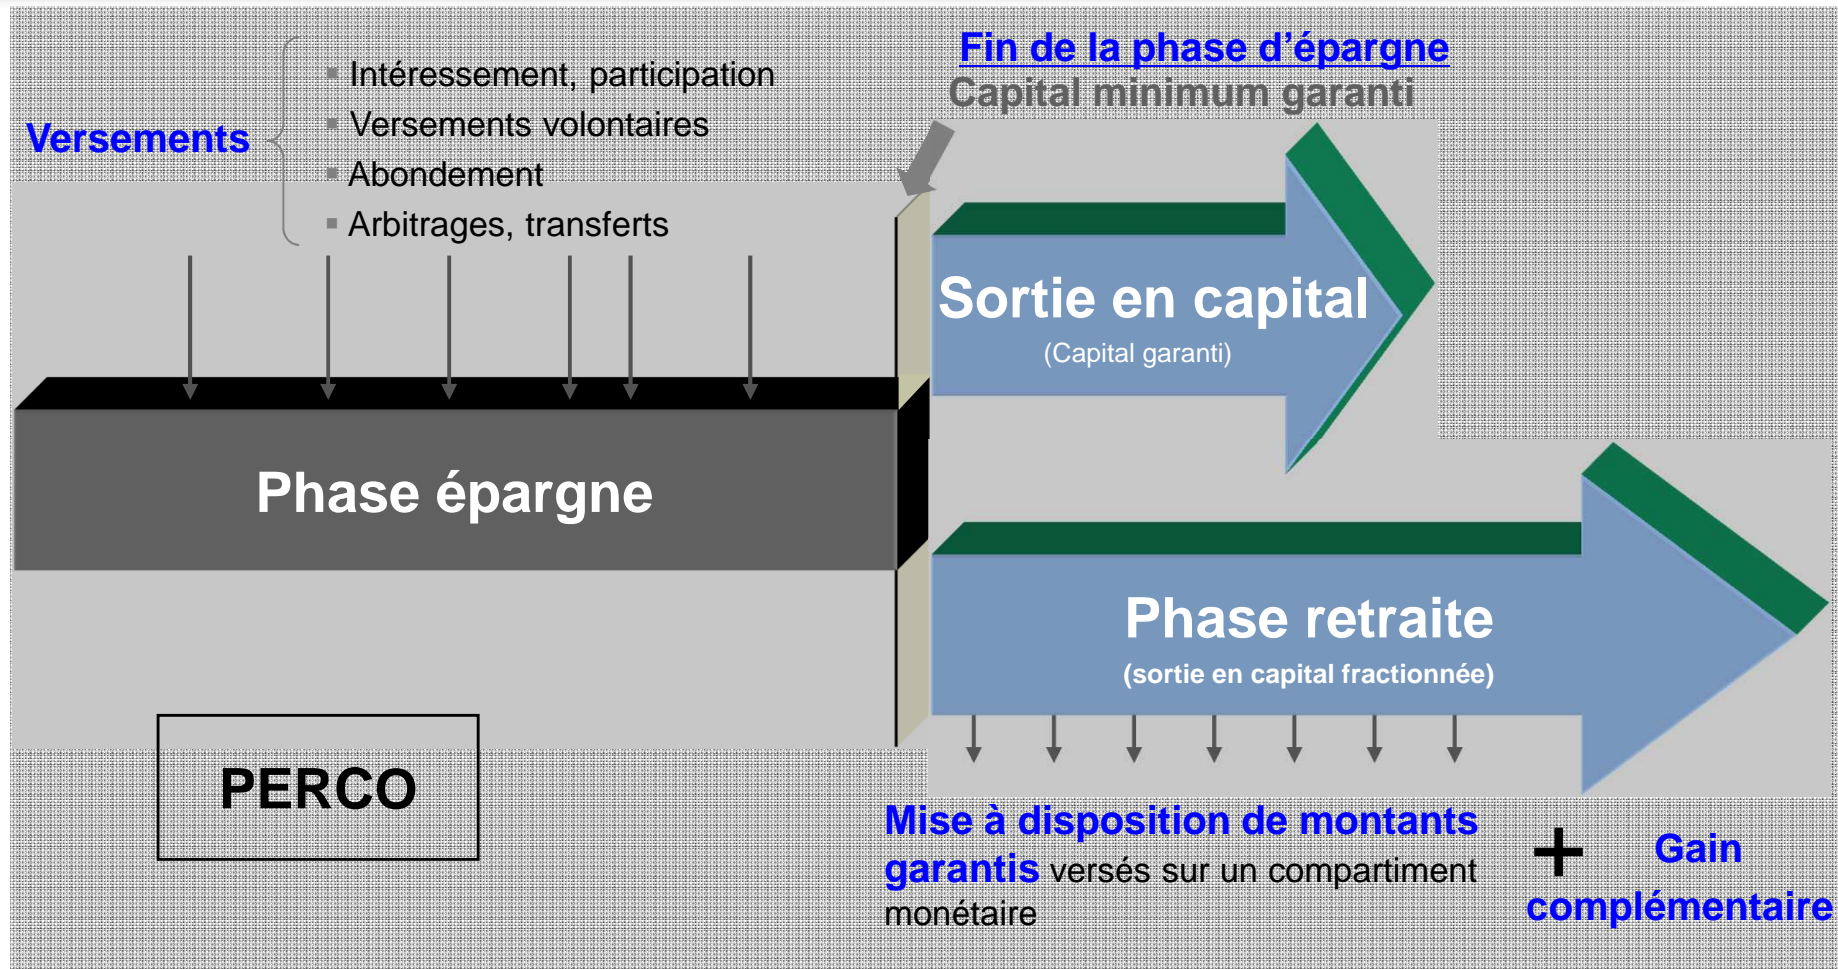 Versements
Intéressement, participation
Versements volontaires
Abondement
Arbitrages, transferts
Fin de la phase d’épargne
Capital minimum garanti
Sortie en capital
(Capital garanti)
Phase épargne
Phase retraite
(sortie en capital fractionnée)
PERCO
Mise à disposition de montants
garantis versés sur un compartiment
monétaire
+
Gain
complémentaire